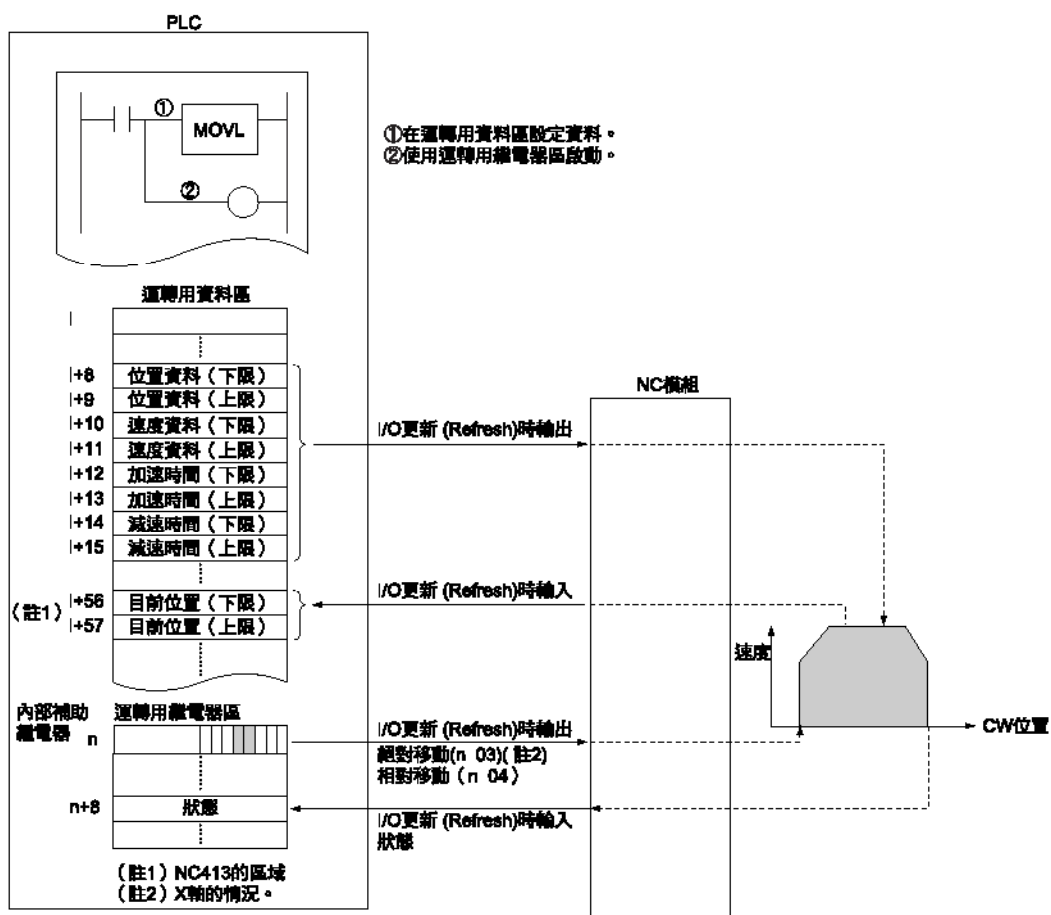 PLC
①
MOVL
②
①在運轉用資料區設定資料。
②使用運轉用繼電器區啟動。
運轉用資料區
l
l+8 位置資料（下限）
l+9 位置資料（上限）
l+10 速度資料（下限）
l+11 速度資料（上限）
l+12 加速時間（下限）
l+13 加速時間（上限）
l+14 減速時間（下限）
l+15 減速時間（上限）
NC模組
I/O更新 (Refresh)時輸出
I/O更新 (Refresh)時輸入
（註1）
l+56 目前位置（下限）
l+57 目前位置（上限）
速度
CW位置
內部補助
繼電器 n
運轉用繼電器區
I/O更新 (Refresh)時輸出
絕對移動(n 03)( 註2)
相對移動（n 04）
n+8 狀態
I/O更新 (Refresh)時輸入
狀態
（註1）NC413的區域
（註2）X軸的情況。